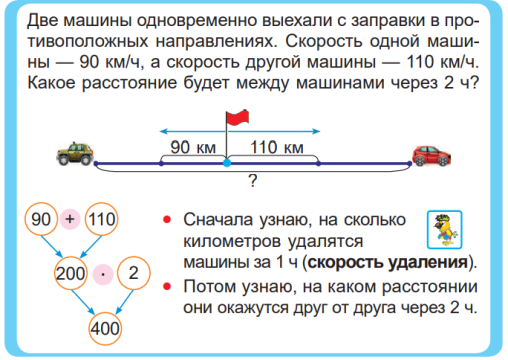 Две машины одновременно выехали с заправки в про-
тивоположных направлениях. Скорость одной маши-
ны — 90 км/ч, а скорость другой машины — 110 км/ч.
Какое расстояние будет между машинами через 2 ч?
90 км 110 км
?
90 + 110
200 · 2
400
• Сначала узнаю, на сколько
километров удалятся
машины за 1 ч (скорость удаления).
• Потом узнаю, на каком расстоянии
они окажутся друг от друга через 2 ч.